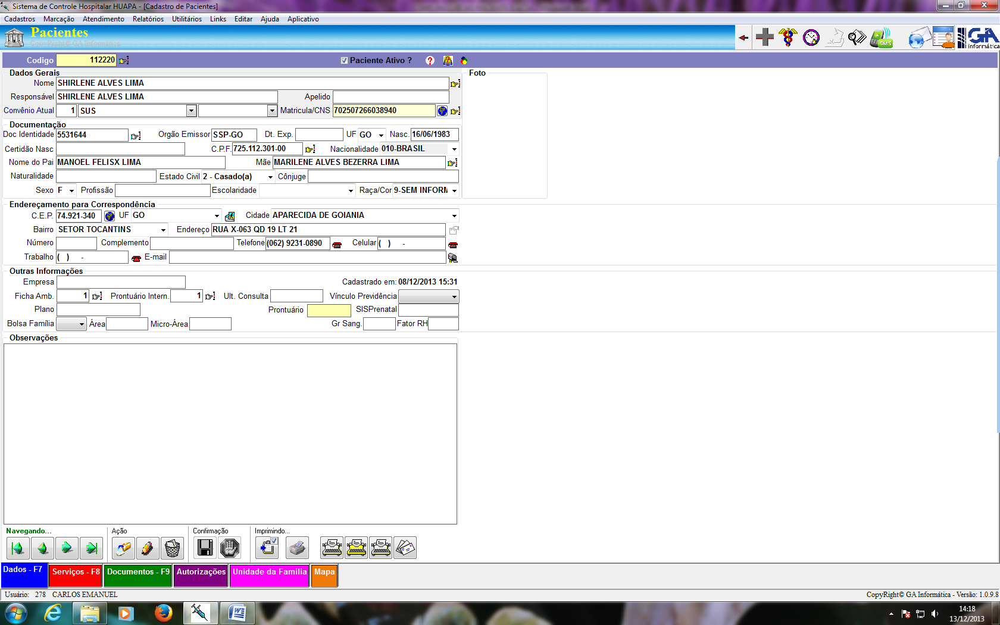 Sistema de Controle Hospitalar HUAPA - [Cadastro de Pacientes]
Cadastros Marcação Atendimento Relatórios Utilitários Links Editar Ajuda Aplicativo
Pacientes
CopyRight© GA Informática
SMS
GA informática
Codigo 112220 Paciente Ativo ?
Dados Gerais Foto
Nome SHIRLENE ALVES LIMA
Responsável SHIRLENE ALVES LIMA Apelido
Convênio Atual 1 SUS Matricula/CNS 702507266038940
Documentação
Doc Identidade 5531644 Orgão Emissor SSP-GO Dt. Exp. UF GO Nasc. 16/06/1983
Certidão Nasc C.P.F. 725.112.301-00 Nacionalidade 010-BRASIL
Nome do Pai MANOEL FELISX LIMA Mãe MARILENE ALVES BEZERRA LIMA
Naturalidade Estado Civil 2 - Casado(a) Cônjuge
Sexo F Profissão Escolaridade Raça/Cor 9-SEM INFORM
Endereçamento para Correspondência
C.E.P. 74.921-340 UF GO Cidade APARECIDA DE GOIANIA
Bairro SETOR TOCANTINS Endereço RUA X-063 QD 19 LT 21
Número Complemento Telefone (062) 9231-0890 Celular ( ) -
Trabalho ( ) - E-mail
Outras Informações
Empresa Cadastrado em: 08/12/2013 15:31
Ficha Amb. 1 Prontuário Intern. 1 Ult. Consulta Vínculo Previdência
Plano Prontuário SISPrenatal
Bolsa Família Área Micro-Área Gr Sang. Fator RH
Observações
Navegando... Ação Confirmação Imprimindo...
Dados - F7 Serviços - F8 Documentos - F9 Autorizações Unidade da Familia Mapa
Usuário: 278 CARLOS EMANUEL CopyRight© GA Informática - Versão: 1.0.9.8
14:18
13/12/2013